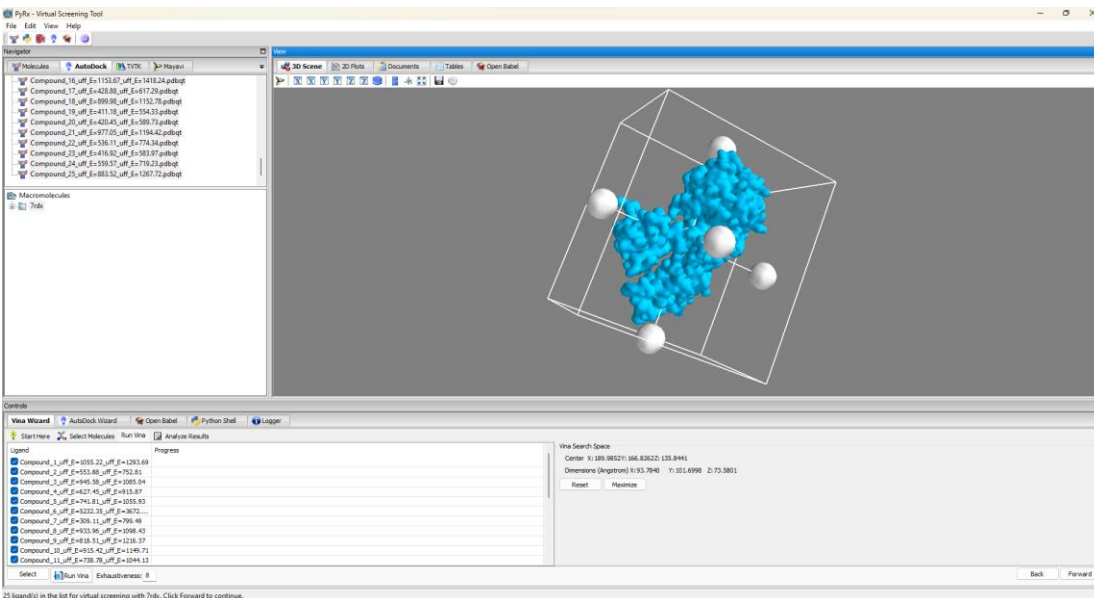 PyRx - Virtual Screening Tool
File Edit View Help
Navigator
View
Molecules AutoDock TVTK Mayavi
3D Scene 2D Plots Documents Tables Open Babel
Compound_16_uff_E=1153.67_uff_E=1418.24.pdbqt
Compound_17_uff_E=428.88_uff_E=617.29.pdbqt
Compound_18_uff_E=899.98_uff_E=1152.78.pdbqt
Compound_19_uff_E=411.18_uff_E=554.33.pdbqt
Compound_20_uff_E=420.45_uff_E=589.73.pdbqt
Compound_21_uff_E=977.05_uff_E=1194.42.pdbqt
Compound_22_uff_E=536.11_uff_E=774.34.pdbqt
Compound_23_uff_E=416.92_uff_E=583.97.pdbqt
Compound_24_uff_E=559.57_uff_E=719.23.pdbqt
Compound_25_uff_E=883.52_uff_E=1267.72.pdbqt
Macromolecules
7rdx
Controls
Vina Wizard AutoDock Wizard Open Babel Python Shell Logger
Start Here Select Molecules Run Vina Analyze Results
Ligand Progress
Compound_1_uff_E=1055.22_uff_E=1293.69
Compound_2_uff_E=553.88_uff_E=752.81
Compound_3_uff_E=945.58_uff_E=1085.04
Compound_4_uff_E=627.45_uff_E=915.87
Compound_5_uff_E=741.81_uff_E=1055.93
Compound_6_uff_E=5232.35_uff_E=3672....
Compound_7_uff_E=309.11_uff_E=799.49
Compound_8_uff_E=933.96_uff_E=1098.43
Compound_9_uff_E=818.51_uff_E=1216.37
Compound_10_uff_E=915.42_uff_E=1149.71
Compound_11_uff_E=738.78_uff_E=1044.13
Vina Search Space
Center X:189.9852Y:166.8262Z:135.8441
Dimensions (Angstrom) X:93.7840 Y:101.6998 Z:73.5801
Reset Maximize
Select Run Vina Exhaustiveness: 8
Back Forward
25 ligand(s) in the list for virtual screening with 7rdx. Click Forward to continue.